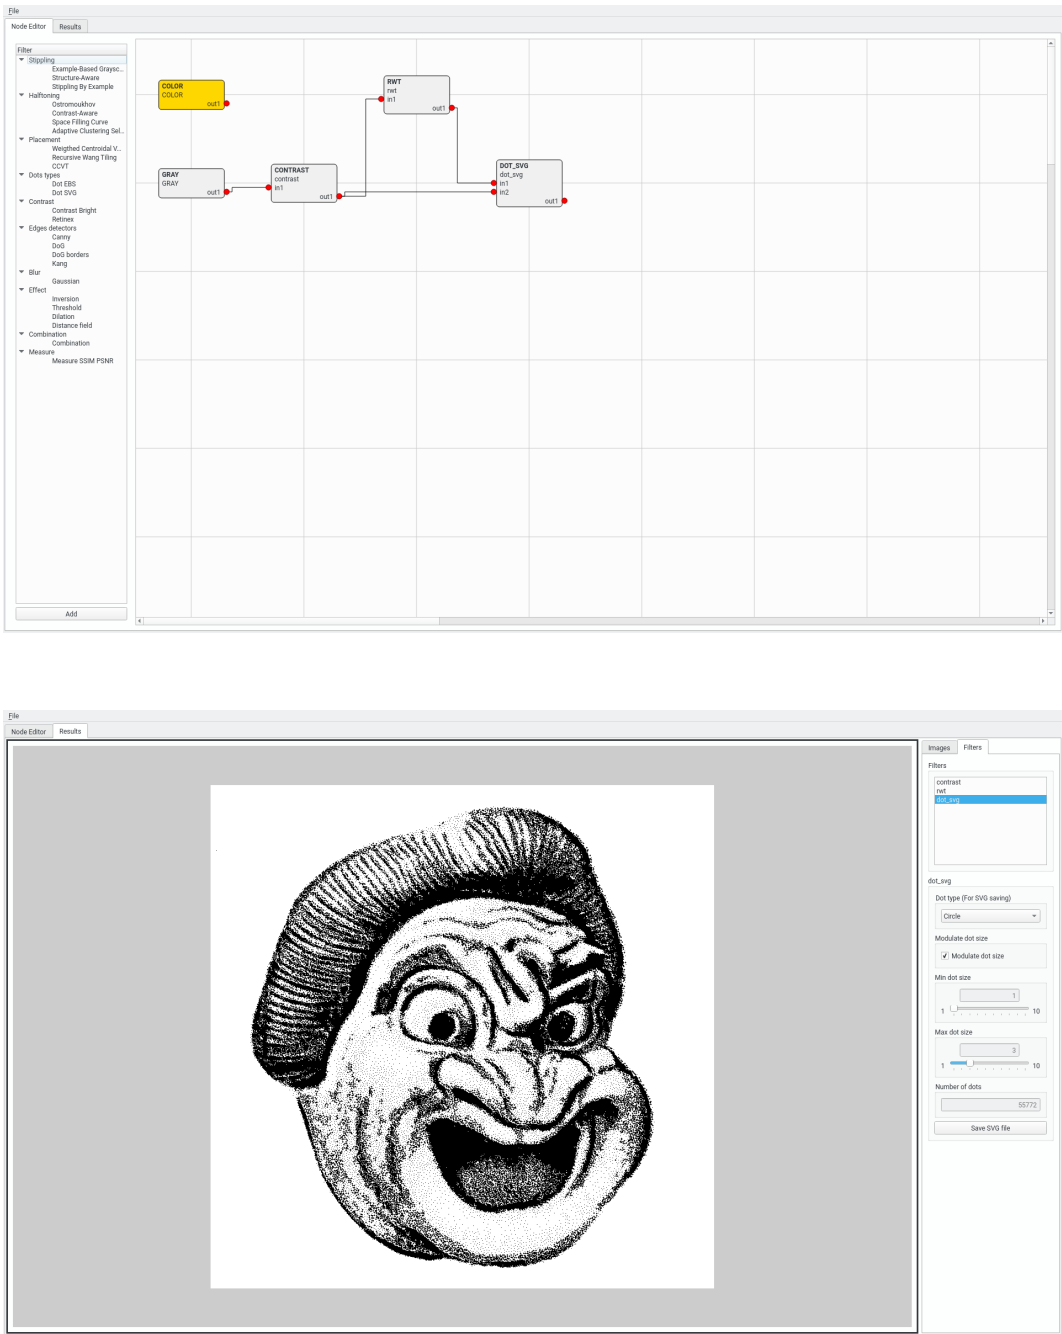 File
Node Editor Results
Filter
Stippling
Example-Based Graysc...
Structure-Aware
Stippling By Example
Halftoning
Ostromoukhov
Contrast-Aware
Space Filling Curve
Adaptive Clustering Sel...
Placement
Weigthed Centroidal V...
Recursive Wang Tiling
CCVT
Dots types
Dot EBS
Dot SVG
Contrast
Contrast Bright
Retinex
Edges detectors
Canny
DoG
DoG borders
Kang
Blur
Gaussian
Effect
Inversion
Threshold
Dilation
Distance field
Combination
Combination
Measure
Measure SSIM PSNR
Add
COLOR
COLOR
out1
RWT
rwt
in1
out1
GRAY
GRAY
out1
CONTRAST
contrast
in1
out1
DOT_SVG
dot_svg
in1
in2
out1
File
Node Editor Results
Images Filters
Filters
contrast
rwt
dot_svg
dot_svg
Dot type (For SVG saving)
Circle
Modulate dot size
Modulate dot size
Min dot size
1
1 10
Max dot size
3
1 10
Number of dots
55772
Save SVG file